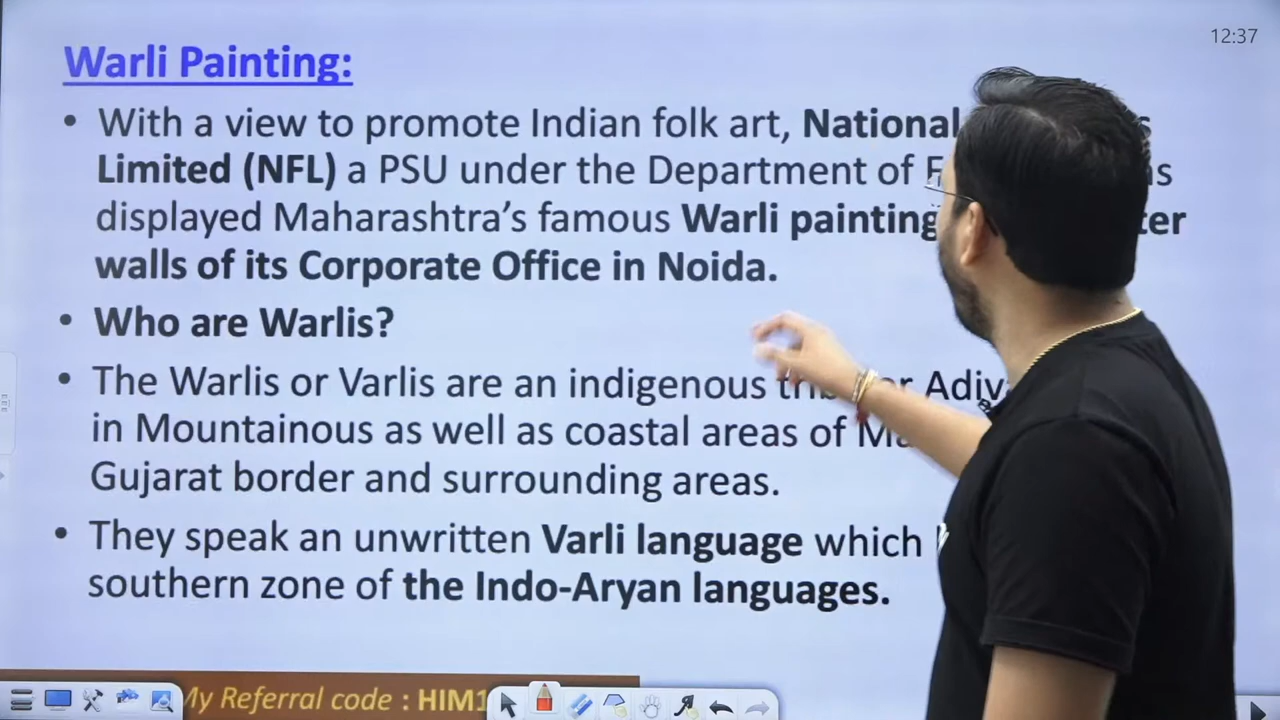 12:37
Warli Painting:
• With a view to promote Indian folk art, National
Limited (NFL) a PSU under the Department of
displayed Maharashtra's famous Warli painting
walls of its Corporate Office in Noida.
• Who are Warlis?
• The Warlis or Varlis are an indigenous or
in Mountainous as well as coastal areas of
Gujarat border and surrounding areas.
• They speak an unwritten Varli language which
southern zone of the Indo-Aryan languages.
My Referral code : HIM1